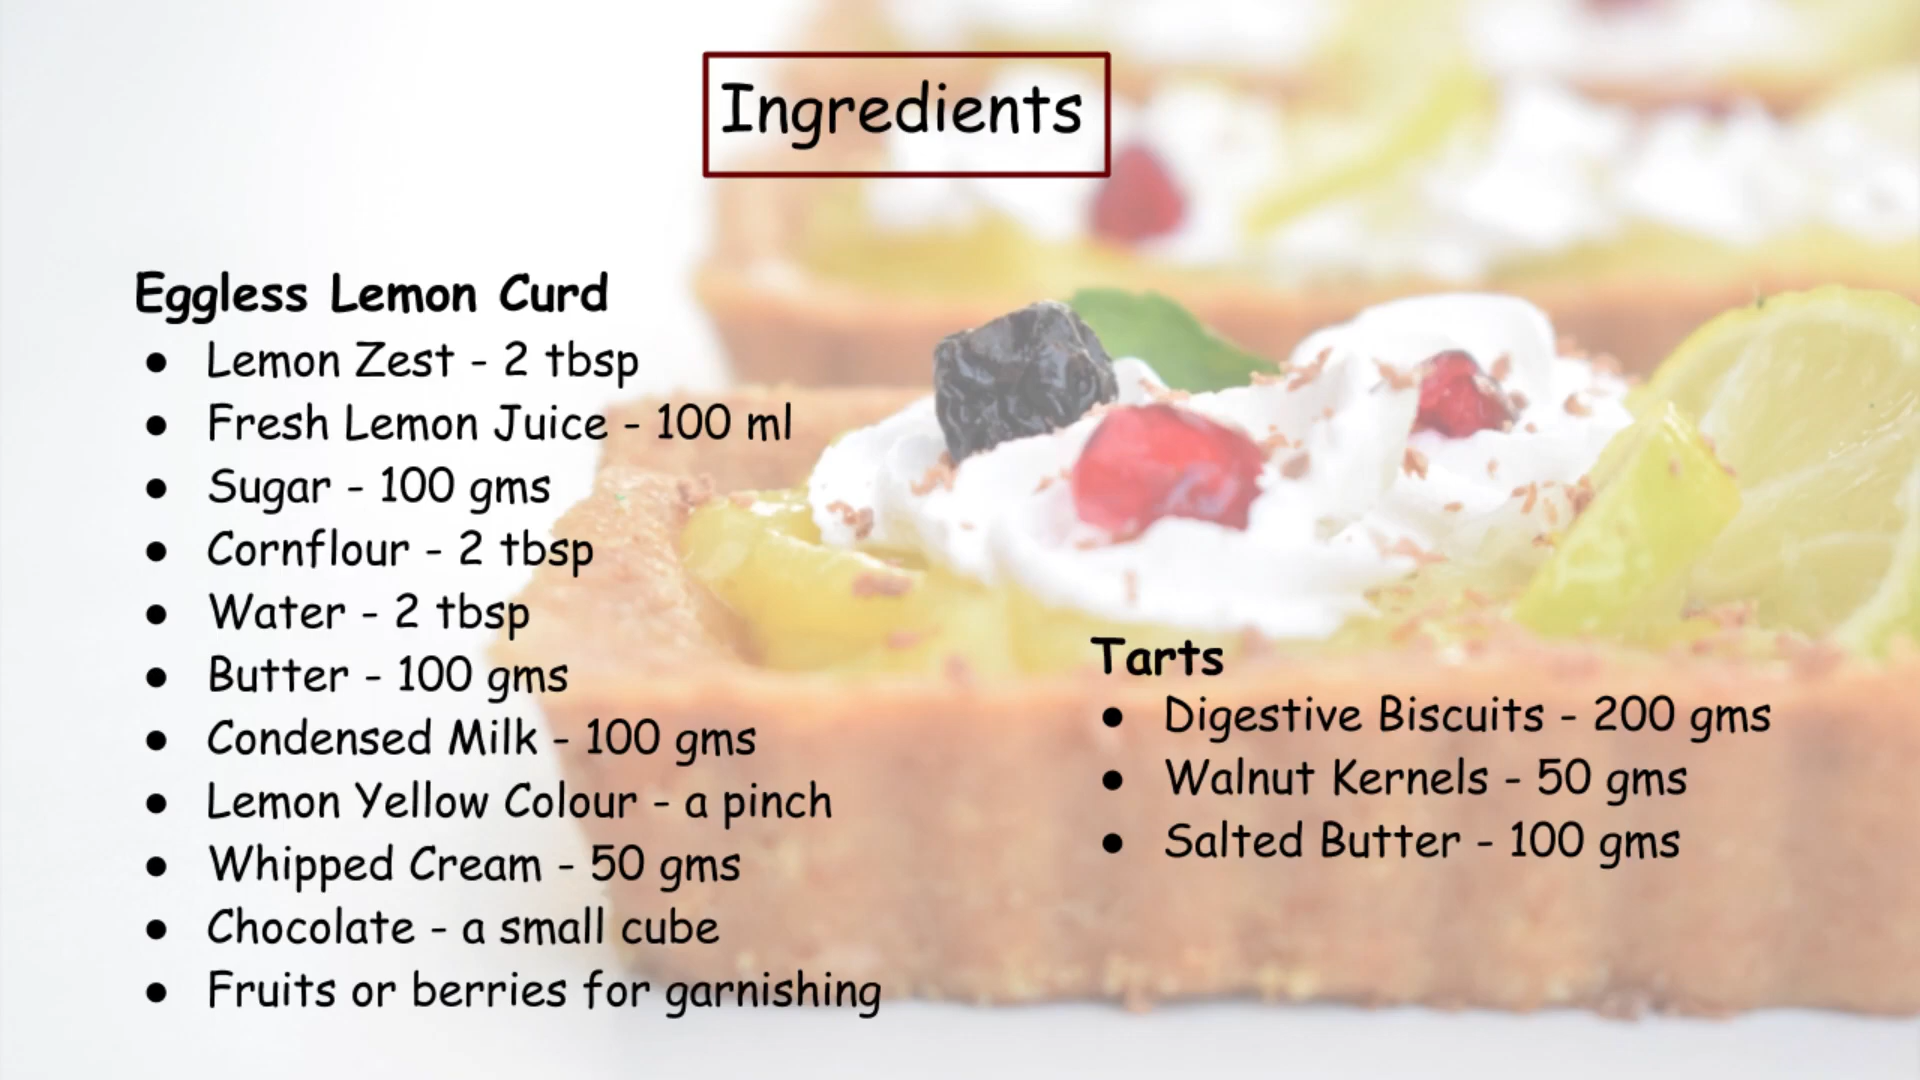 Ingredients
Eggless Lemon Curd
● Lemon Zest - 2 tbsp
● Fresh Lemon Juice - 100 ml
● Sugar - 100 gms
● Cornflour - 2 tbsp
● Water - 2 tbsp
● Butter - 100 gms
● Condensed Milk - 100 gms
● Lemon Yellow Colour - a pinch
● Whipped Cream - 50 gms
● Chocolate - a small cube
● Fruits or berries for garnishing
Tarts
● Digestive Biscuits - 200 gms
● Walnut Kernels - 50 gms
● Salted Butter - 100 gms